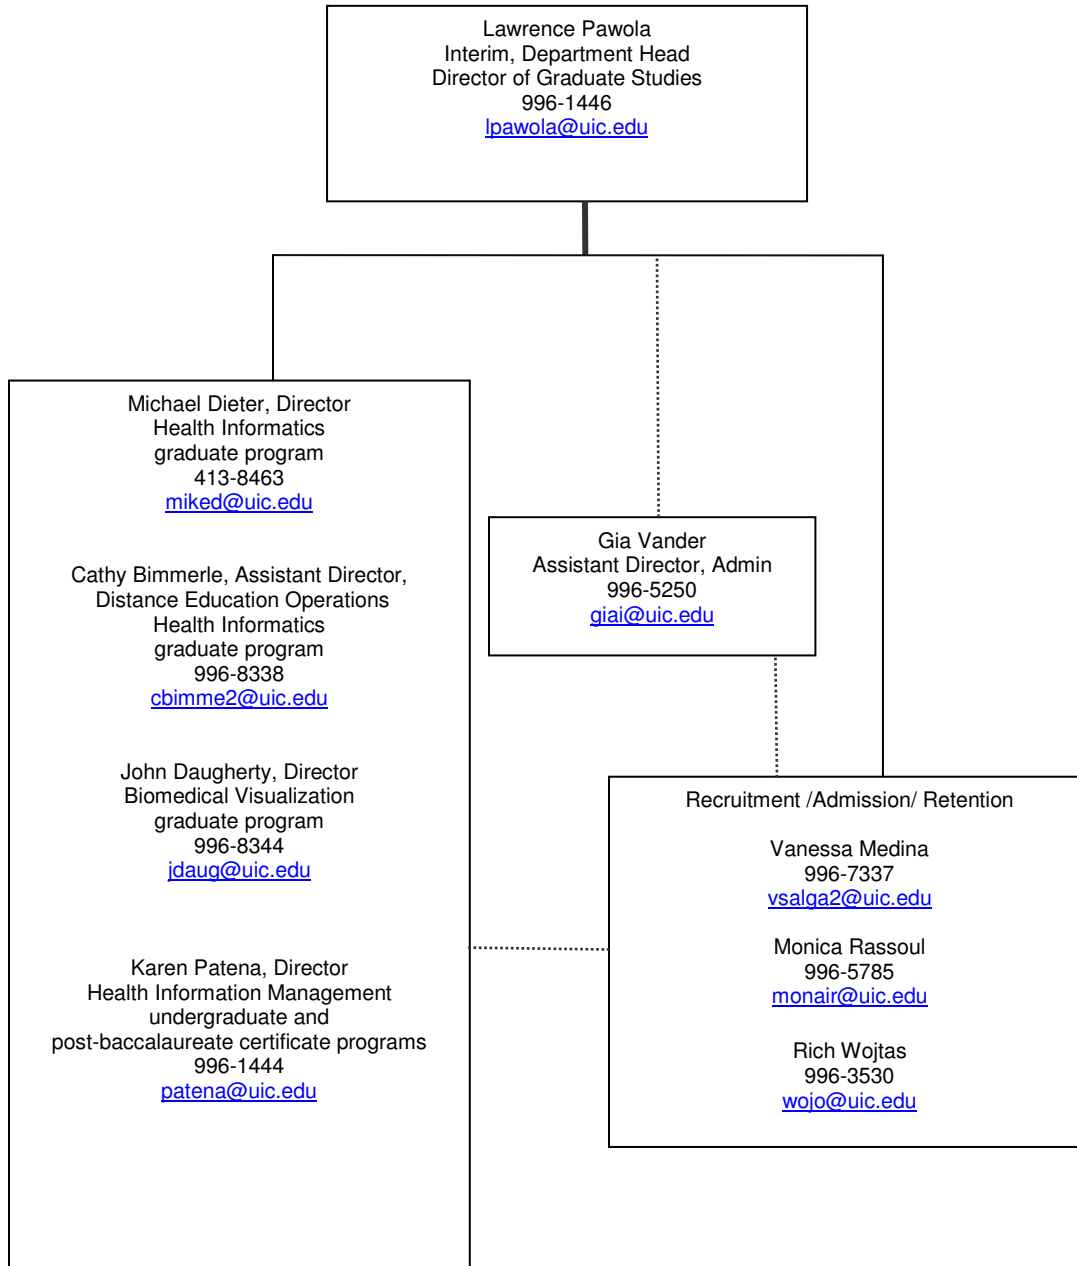 Lawrence Pawola
Interim, Department Head
Director of Graduate Studies
996-1446
lpawola@uic.edu
Michael Dieter, Director
Health Informatics
graduate program
413-8463
miked@uic.edu
Cathy Bimmerle, Assistant Director,
Distance Education Operations
Health Informatics
graduate program
996-8338
cbimme2@uic.edu
John Daugherty, Director
Biomedical Visualization
graduate program
996-8344
jdaug@uic.edu
Karen Patena, Director
Health Information Management
undergraduate and
post-baccalaureate certificate programs
996-1444
patena@uic.edu
Gia Vander
Assistant Director, Admin
996-5250
giai@uic.edu
Recruitment /Admission/ Retention
Vanessa Medina
996-7337
vsalga2@uic.edu
Monica Rassoul
996-5785
monair@uic.edu
Rich Wojtas
996-3530
wojo@uic.edu